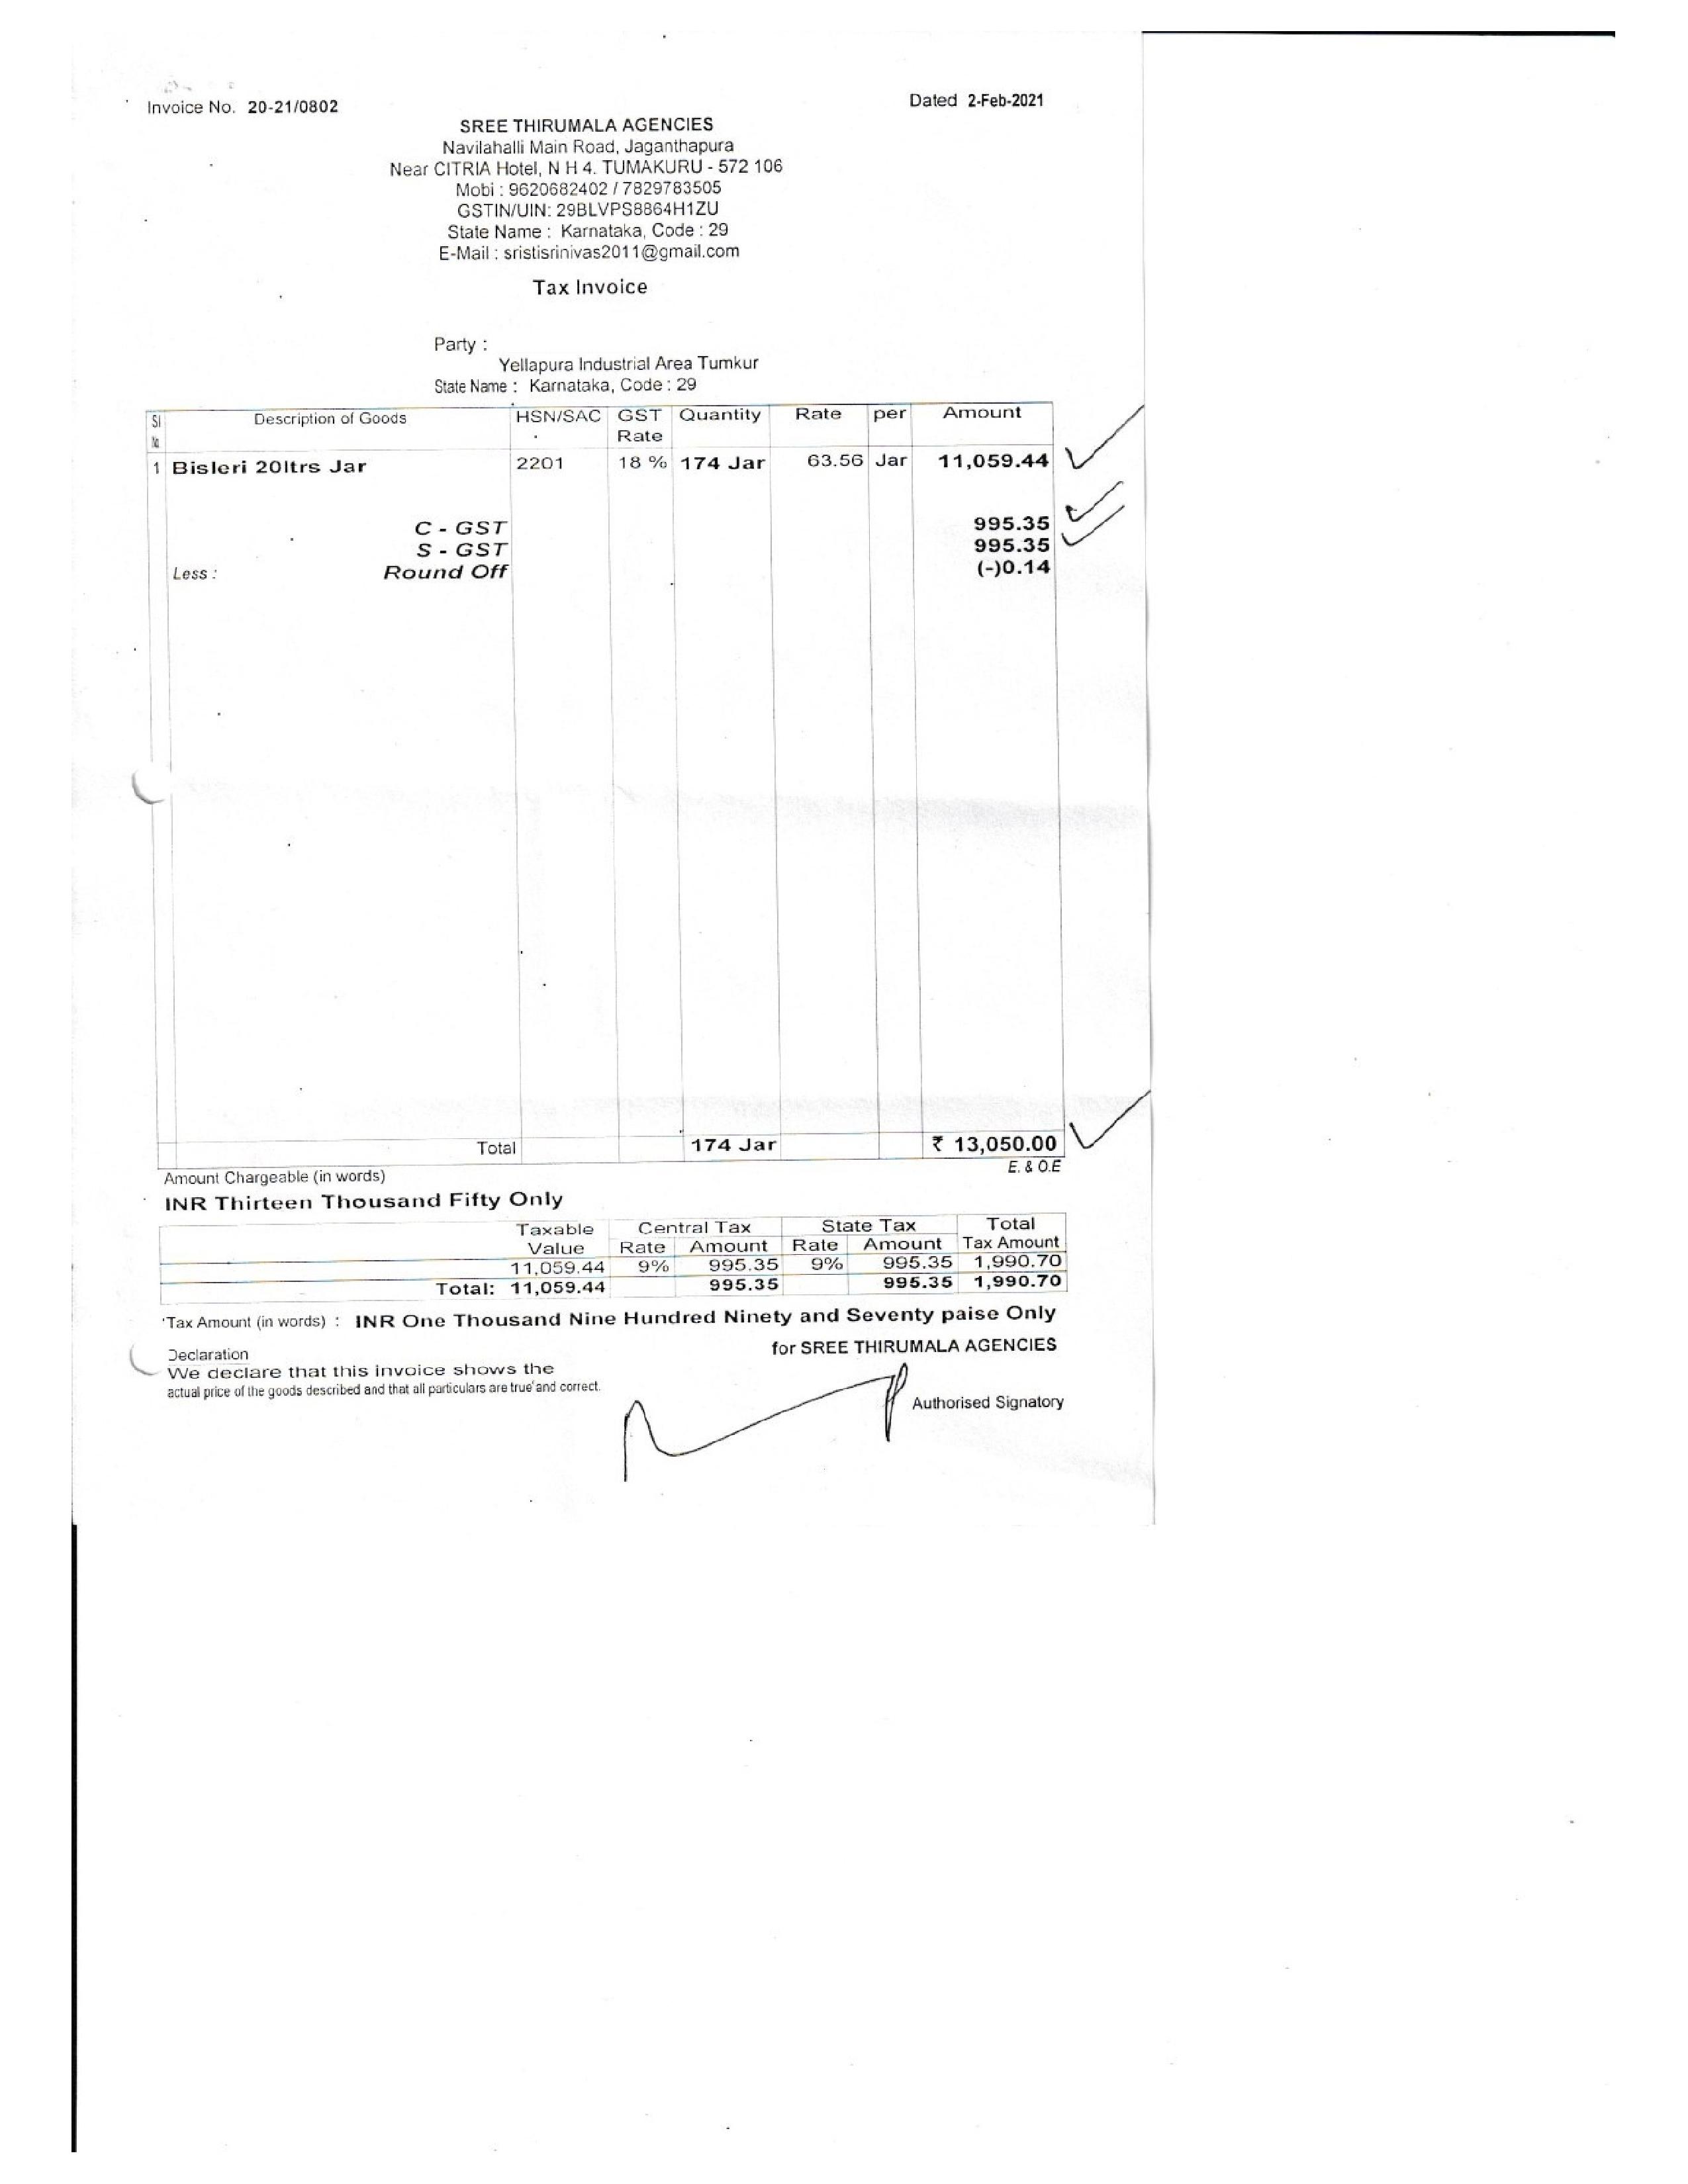 Invoice No. 20-21/0802 Dated 2-Feb-2021
SREE THIRUMALA AGENCIES
Navilahalli Main Road, Jaganthapura
Near CITRIA Hotel, N H 4. TUMAKURU - 572 106
Mobi : 9620682402 / 7829783505
GSTIN/UIN: 29BLVPS8864H1ZU
State Name : Karnataka, Code : 29
E-Mail : sristisrinivas2011@gmail.com
Tax Invoice
Party :
Yellapura Industrial Area Tumkur
State Name : Karnataka, Code : 29
Sl Description of Goods HSN/SAC GST Quantity Rate per Amount
No Rate
1 Bisleri 20ltrs Jar 2201 18 % 174 Jar 63.56 Jar 11,059.44
C - GST 995.35
S - GST 995.35
Less : Round Off (-)0.14
Total 174 Jar ₹ 13,050.00
Amount Chargeable (in words) E. & O.E
INR Thirteen Thousand Fifty Only
Taxable Central Tax State Tax Total
Value Rate Amount Rate Amount Tax Amount
11,059.44 9% 995.35 9% 995.35 1,990.70
Total: 11,059.44 995.35 995.35 1,990.70
Tax Amount (in words) : INR One Thousand Nine Hundred Ninety and Seventy paise Only
for SREE THIRUMALA AGENCIES
Declaration
We declare that this invoice shows the
actual price of the goods described and that all particulars are true and correct.
Authorised Signatory